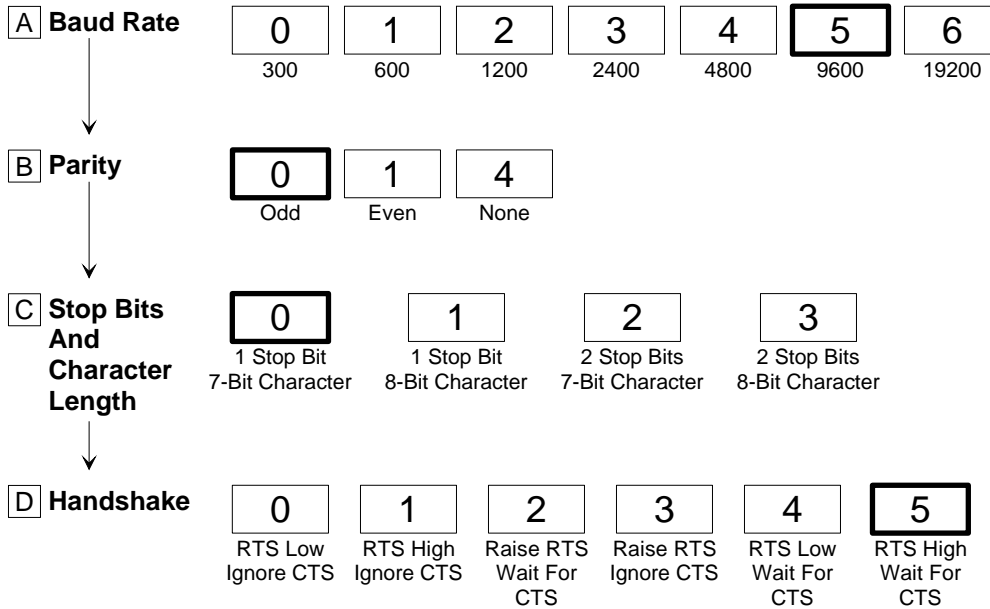 A Baud Rate
0 1 2 3 4 5 6
300 600 1200 2400 4800 9600 19200
B Parity
0 1 4
Odd Even None
C Stop Bits
And
Character
Length
0 1 2 3
1 Stop Bit 1 Stop Bit 2 Stop Bits 2 Stop Bits
7-Bit Character 8-Bit Character 7-Bit Character 8-Bit Character
D Handshake
0 1 2 3 4 5
RTS Low RTS High Raise RTS Raise RTS RTS Low RTS High
Ignore CTS Ignore CTS Wait For Ignore CTS Wait For Wait For
CTS CTS CTS